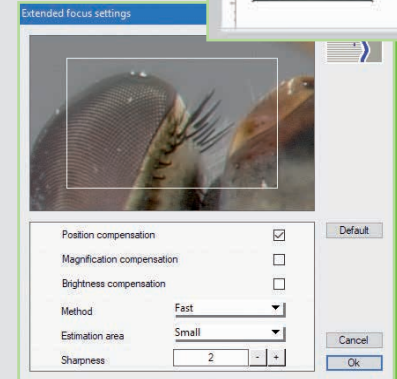 Extended focus settings
Position compensation
Default
Magnification compensation
Brightness compensation
Method Fast
Estimation area Small
Cancel
Sharpness 2 - +
Ok